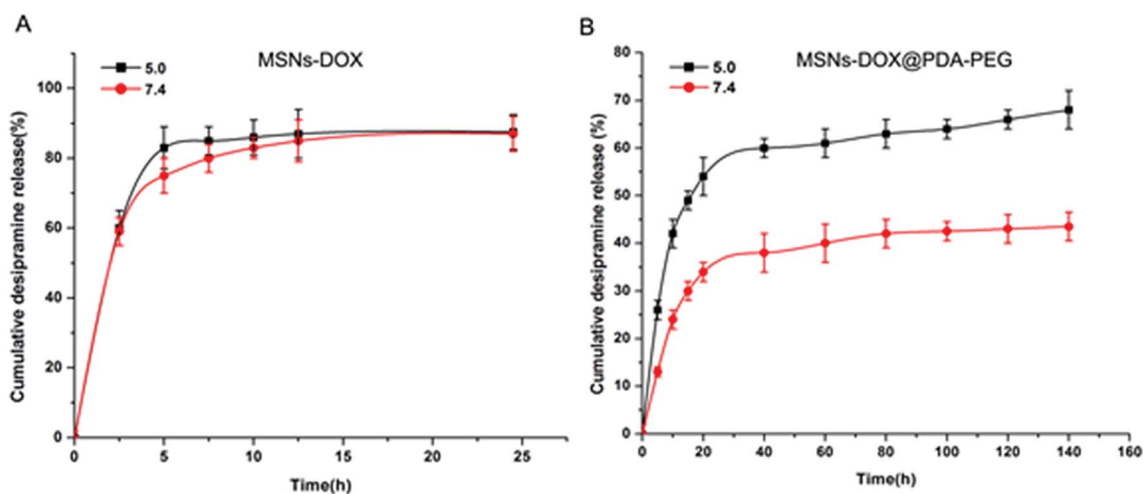 A
MSNs-DOX
5.0
7.4
100
80
60
40
20
0
Cumulative desipramine release(%)
0 5 10 15 20 25
Time(h)
B
MSNs-DOX@PDA-PEG
5.0
7.4
80
70
60
50
40
30
20
10
0
Cumulative desipramine release (%)
0 20 40 60 80 100 120 140 160
Time(h)